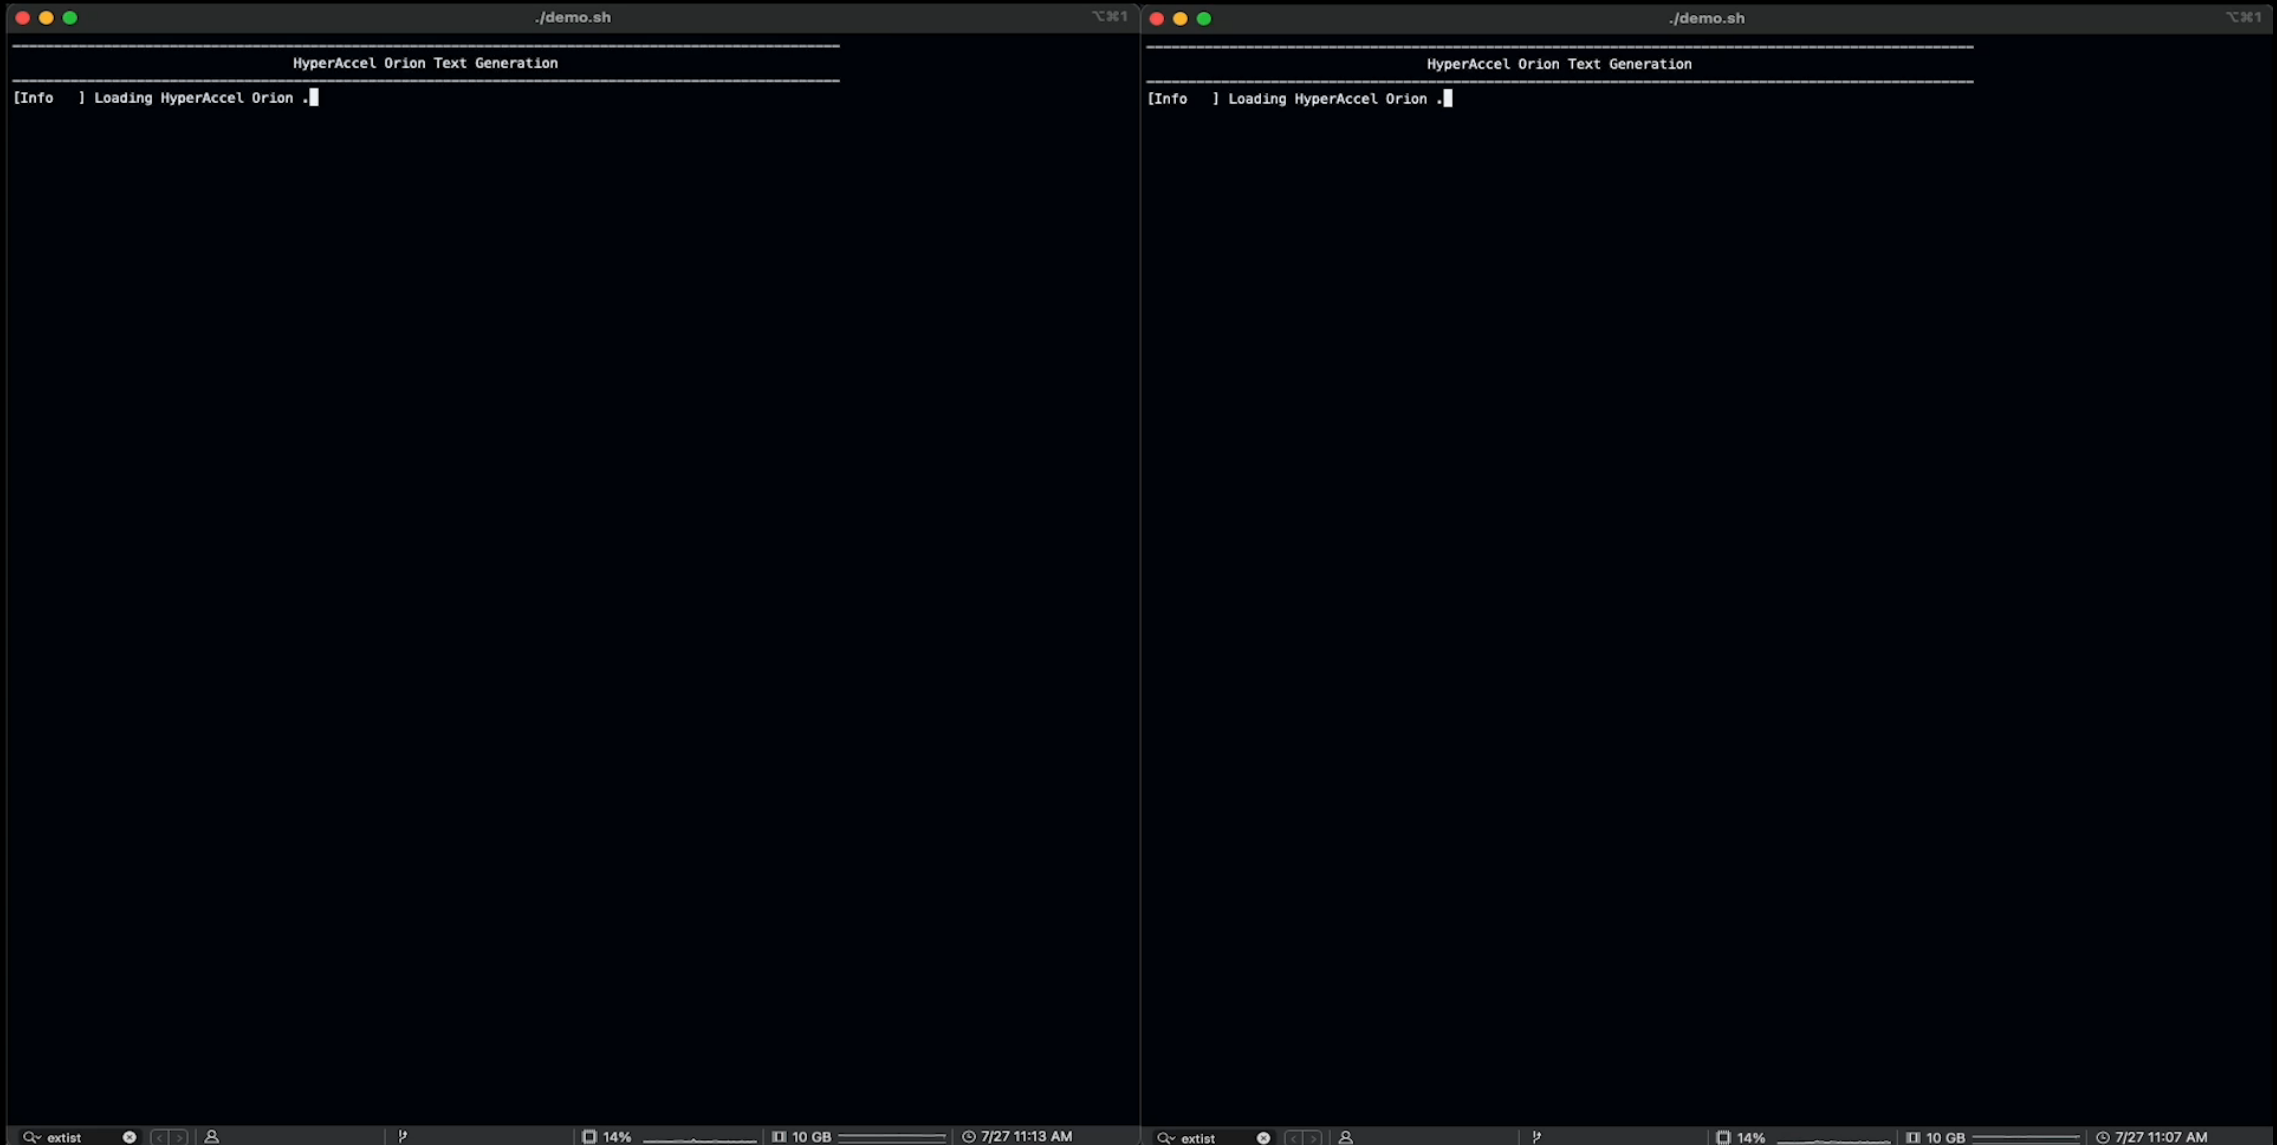 ./demo.sh
⌥⌘1
HyperAccel Orion Text Generation
[Info   ] Loading HyperAccel Orion .
extist
14%
10 GB
7/27 11:13 AM
./demo.sh
⌥⌘1
HyperAccel Orion Text Generation
[Info   ] Loading HyperAccel Orion .
extist
14%
10 GB
7/27 11:07 AM